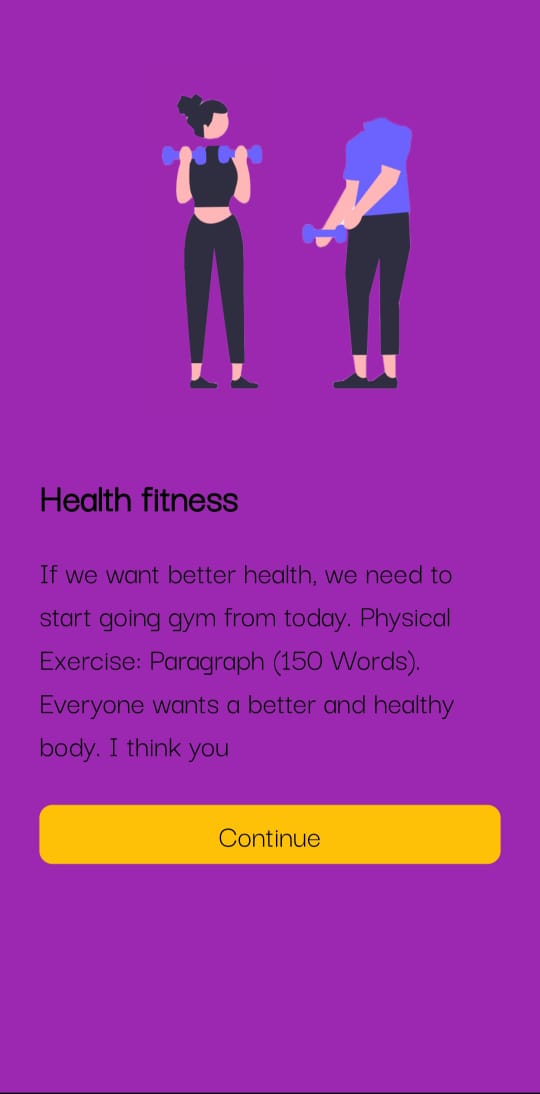 Health fitness
If we want better health, we need to
start going gym from today. Physical
Exercise: Paragraph (150 Words).
Everyone wants a better and healthy
body. I think you
Continue